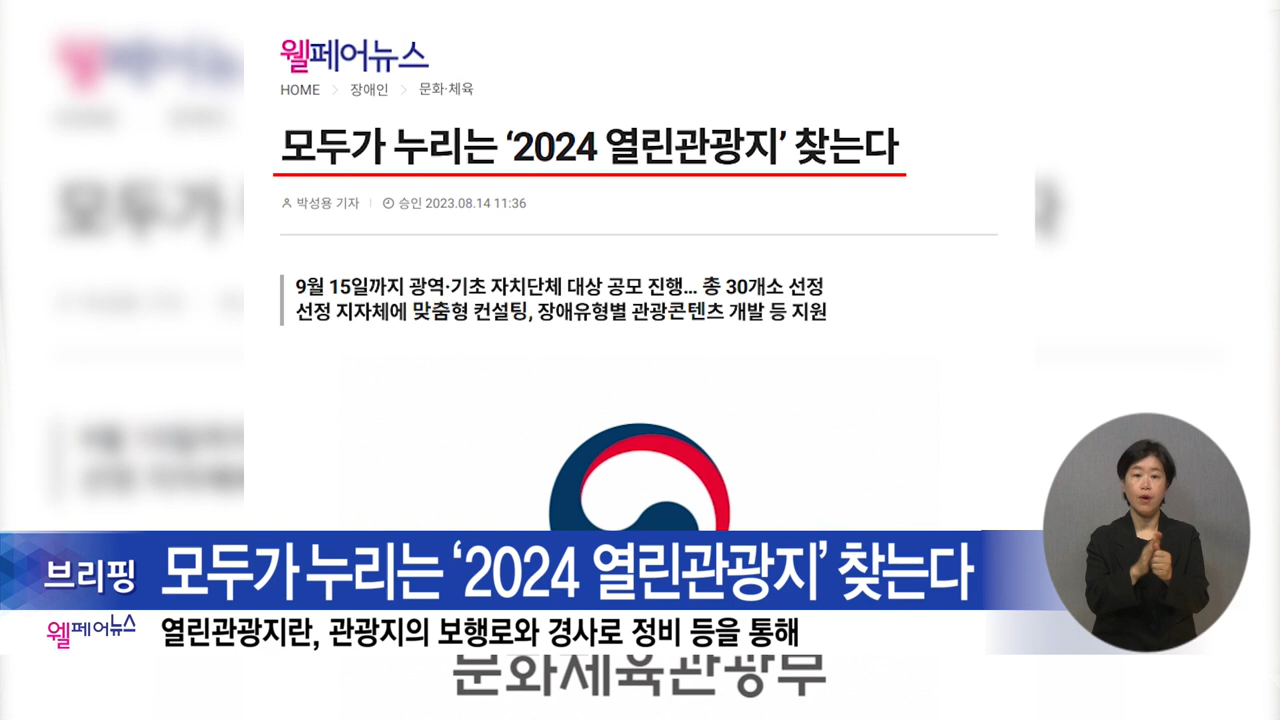 웰페어뉴스
HOME > 장애인 > 문화·체육
모두가 누리는 ‘2024 열린관광지’ 찾는다
박성용 기자 | 승인 2023.08.14 11:36
9월 15일까지 광역·기초 자치단체 대상 공모 진행... 총 30개소 선정
선정 지자체에 맞춤형 컨설팅, 장애유형별 관광콘텐츠 개발 등 지원
브리핑 모두가 누리는 ‘2024 열린관광지’ 찾는다
웰페어뉴스 열린관광지란, 관광지의 보행로와 경사로 정비 등을 통해
문화체육관광부